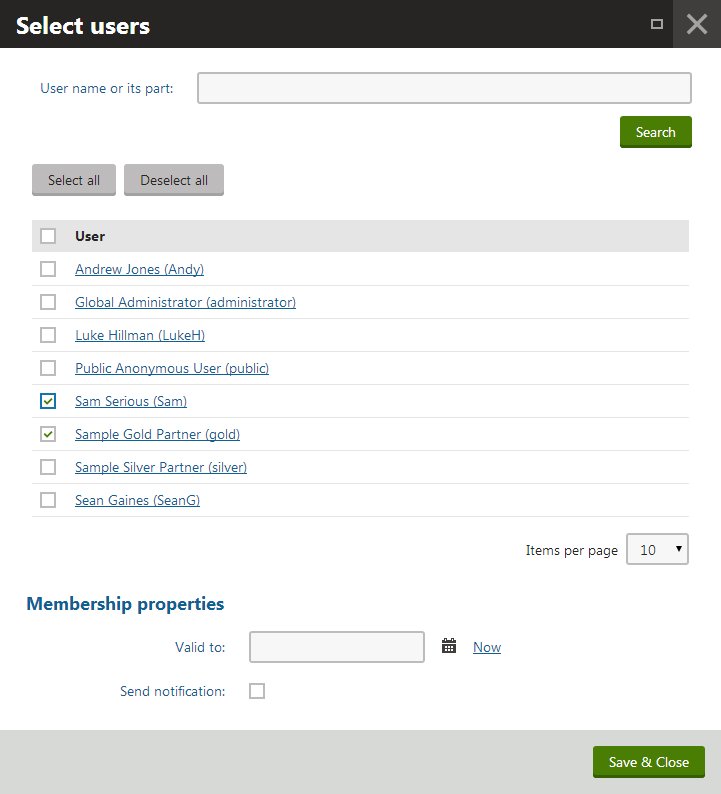 Select users
User name or its part:
Search
Select all Deselect all
User
Andrew Jones (Andy)
Global Administrator (administrator)
Luke Hillman (LukeH)
Public Anonymous User (public)
Sam Serious (Sam)
Sample Gold Partner (gold)
Sample Silver Partner (silver)
Sean Gaines (SeanG)
Items per page 10
Membership properties
Valid to: Now
Send notification:
Save & Close